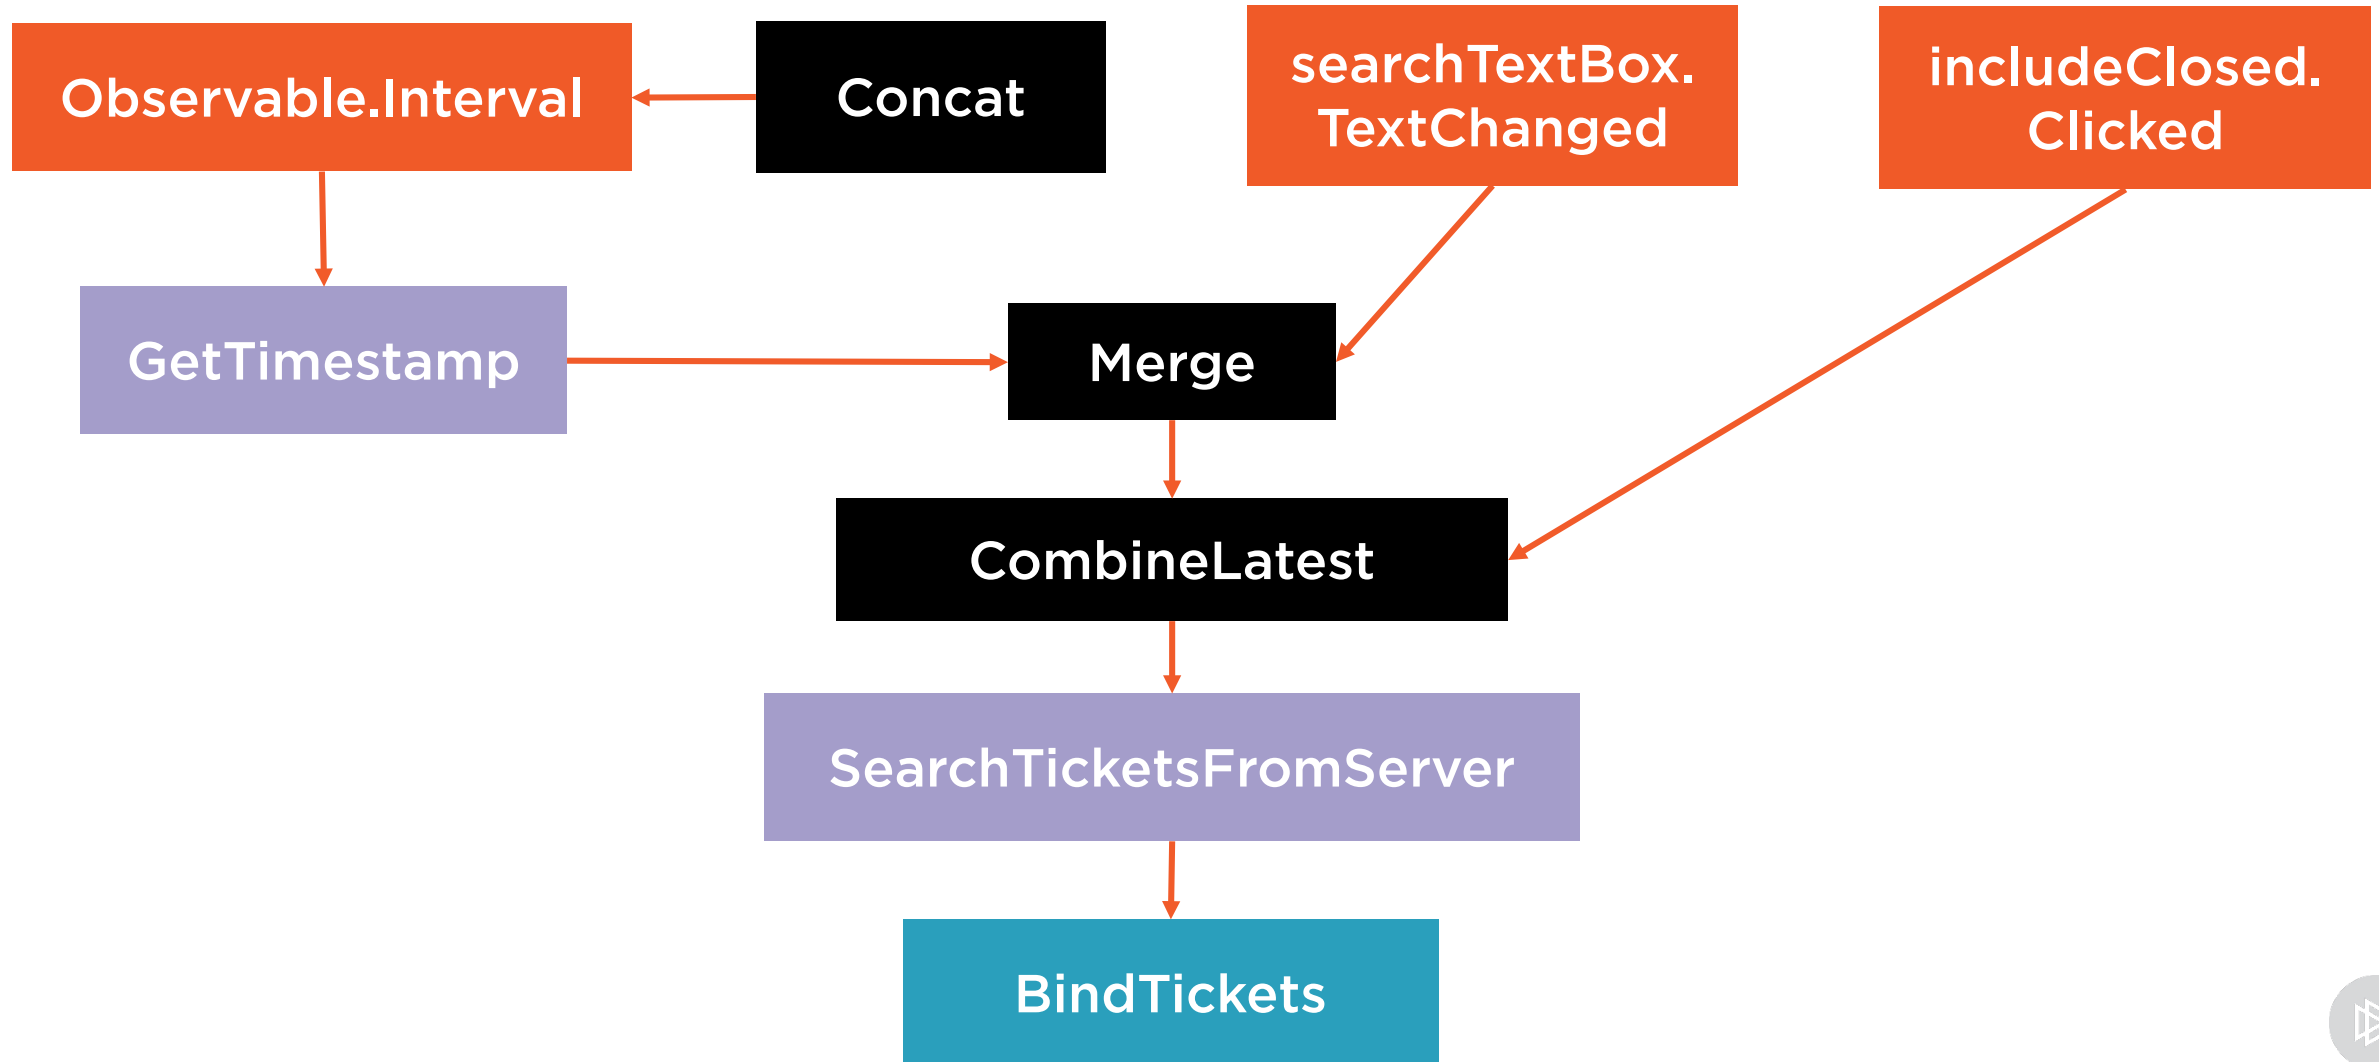 Observable.Interval
Concat
searchTextBox.
TextChanged
includeClosed.
Clicked
GetTimestamp
Merge
CombineLatest
SearchTicketsFromServer
BindTickets